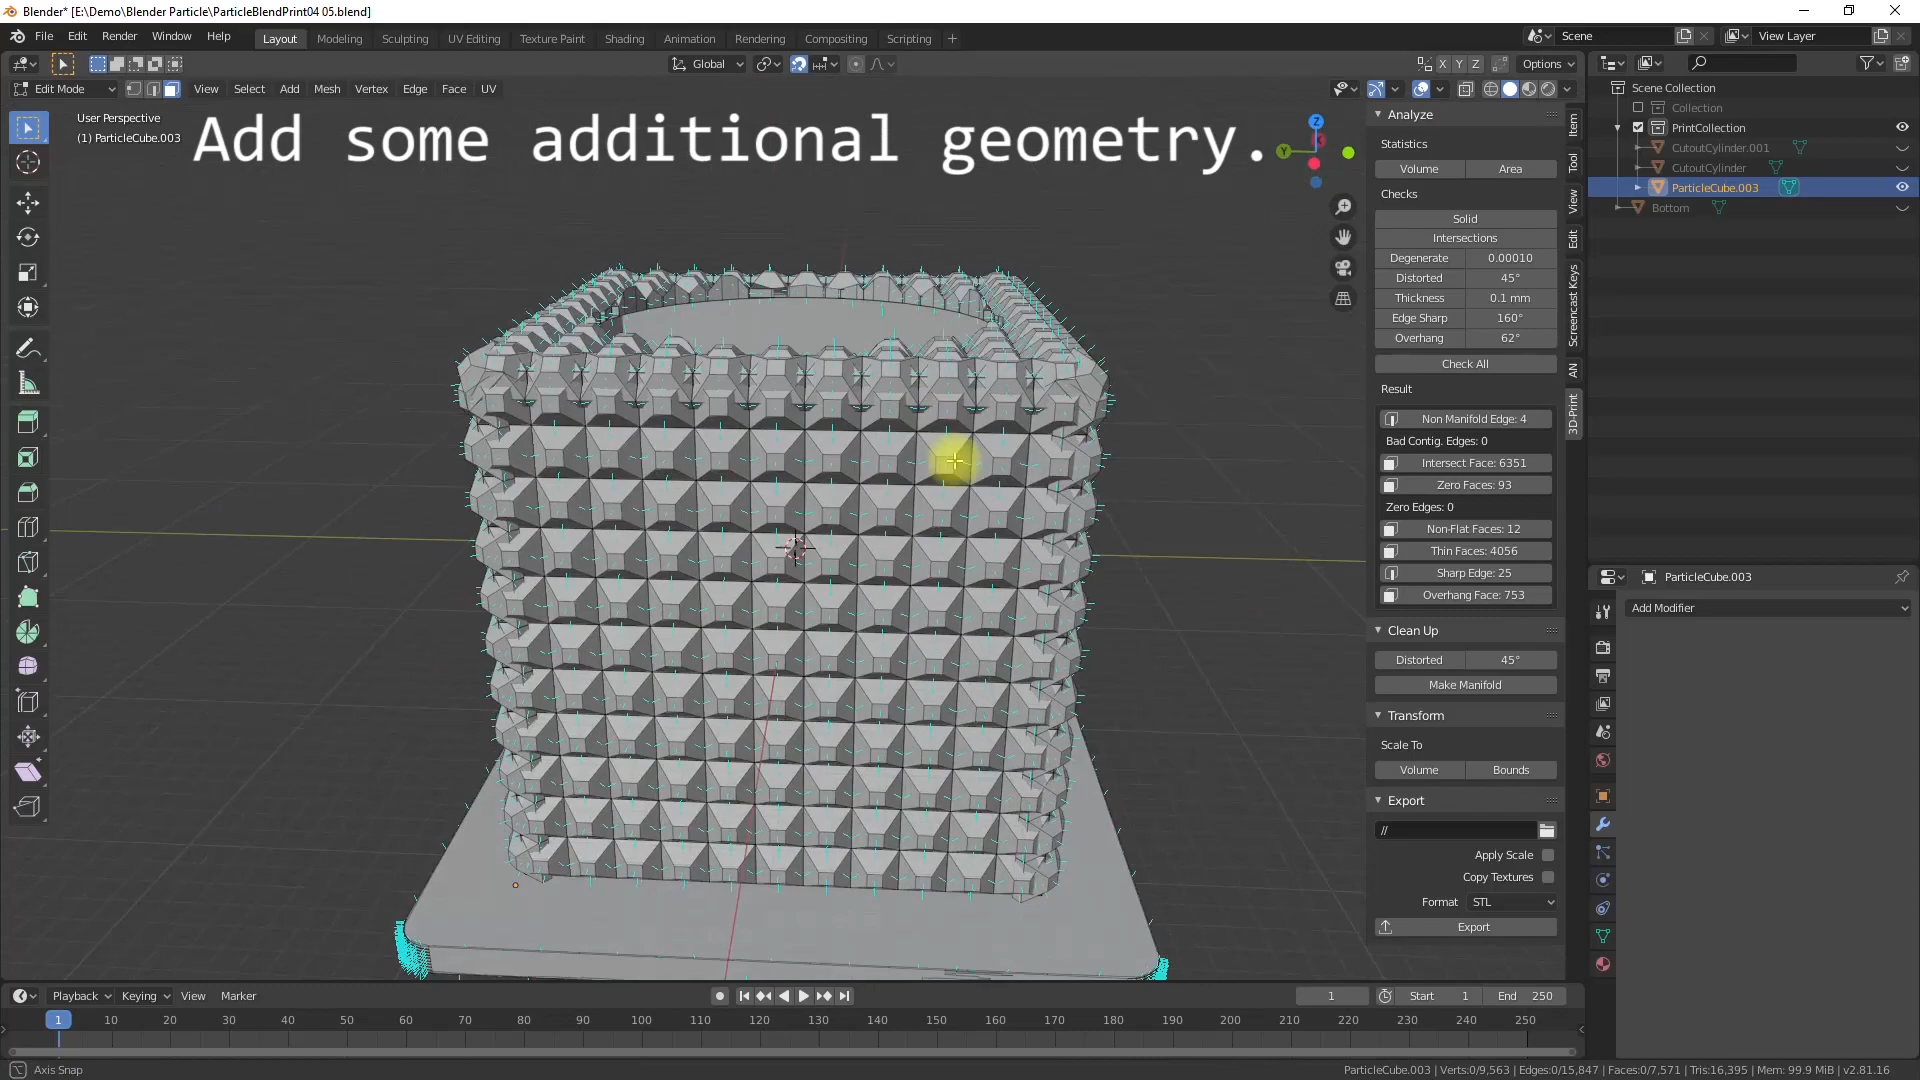 Blender* [E:\Demo\Blender Particle\ParticleBlendPrint04 05.blend]
File Edit Render Window Help
Layout Modeling Sculpting UV Editing Texture Paint Shading Animation Rendering Compositing Scripting +
Scene
View Layer
Global
X Y Z
Options
Edit Mode
View Select Add Mesh Vertex Edge Face UV
User Perspective
(1) ParticleCube.003
Add some additional geometry.
Z
Y
Analyze
Statistics
Volume Area
Checks
Solid
Intersections
Degenerate 0.00010
Distorted 45°
Thickness 0.1 mm
Edge Sharp 160°
Overhang 62°
Check All
Result
Non Manifold Edge: 4
Bad Contig. Edges: 0
Intersect Face: 6351
Zero Faces: 93
Zero Edges: 0
Non-Flat Faces: 12
Thin Faces: 4056
Sharp Edge: 25
Overhang Face: 753
Clean Up
Distorted 45°
Make Manifold
Transform
Scale To
Volume Bounds
Export
//
Apply Scale
Copy Textures
Format STL
Export
Item
Tool
View
Edit
Screencast Keys
AN
3D-Print
Scene Collection
Collection
PrintCollection
CutoutCylinder.001
CutoutCylinder
ParticleCube.003
Bottom
ParticleCube.003
Add Modifier
Playback Keying View Marker
1
Start 1
End 250
1 10 20 30 40 50 60 70 80 90 100 110 120 130 140 150 160 170 180 190 200 210 220 230 240 250
Axis Snap
ParticleCube.003 | Verts:0/9,563 | Edges:0/15,847 | Faces:0/7,571 | Tris:16,395 | Mem: 99.9 MiB | v2.81.16